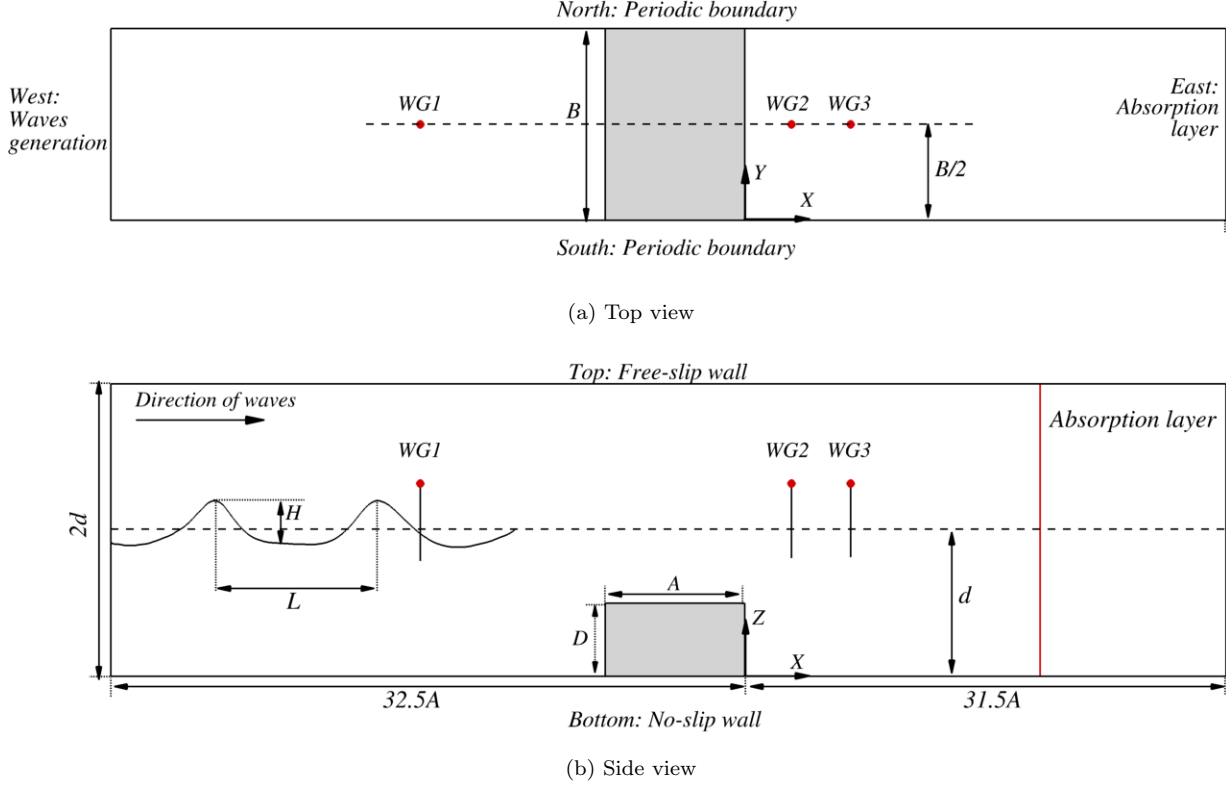 North: Periodic boundary
West:
Waves
generation
B
WG1
WG2
WG3
East:
Absorption
layer
B/2
Y
X
South: Periodic boundary
(a) Top view
Top: Free-slip wall
Direction of waves
Absorption layer
WG1
WG2
WG3
2d
H
L
A
D
Z
X
d
32.5A
31.5A
Bottom: No-slip wall
(b) Side view